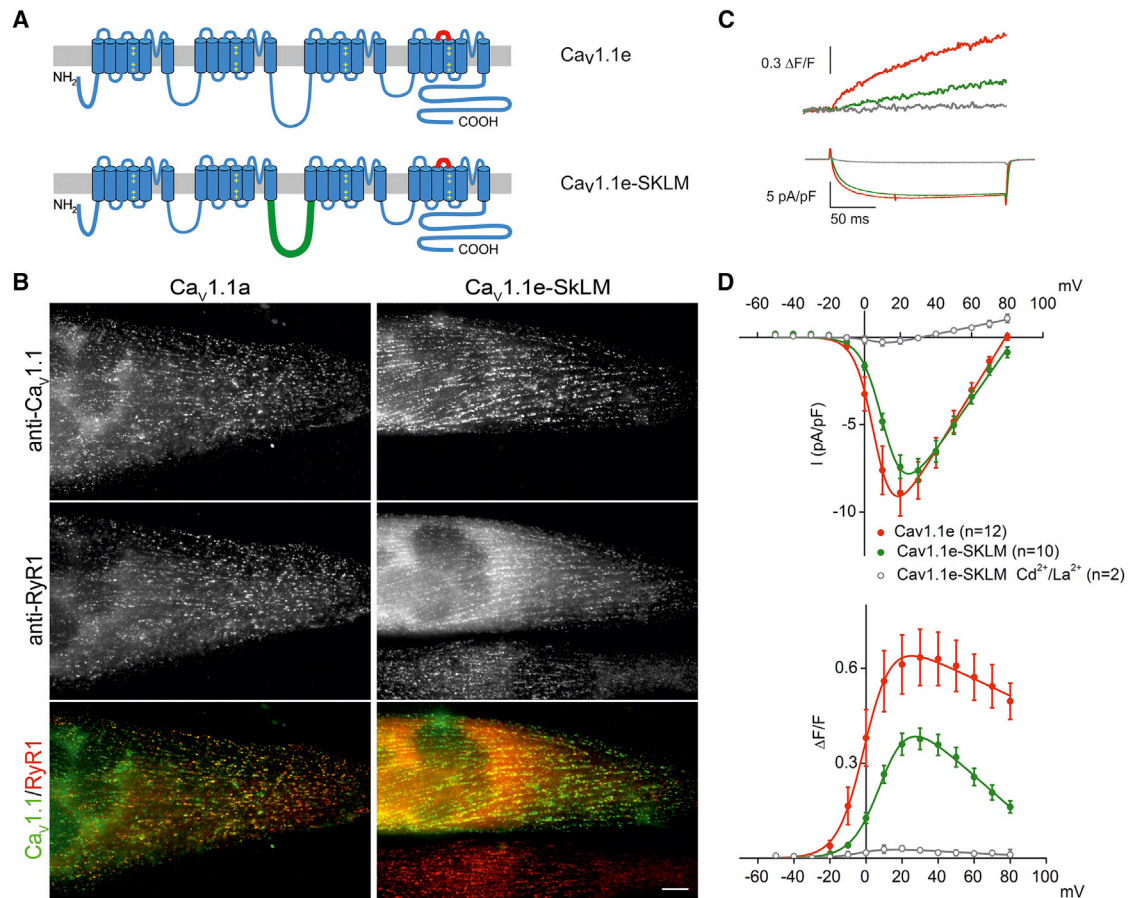 A
NH2
COOH
Cav1.1e
NH2
COOH
Cav1.1e-SKLM
B
Cav1.1a
Cav1.1e-SkLM
anti-Cav1.1
anti-RyR1
Cav1.1/RyR1
C
0.3 ΔF/F
5 pA/pF
50 ms
D
mV
-60 -40 -20 0 20 40 60 80 100
-5
-10
I (pA/pF)
Cav1.1e (n=12)
Cav1.1e-SKLM (n=10)
Cav1.1e-SKLM Cd2+/La2+ (n=2)
0.6
0.3
ΔF/F
-60 -40 -20 0 20 40 60 80 100
mV